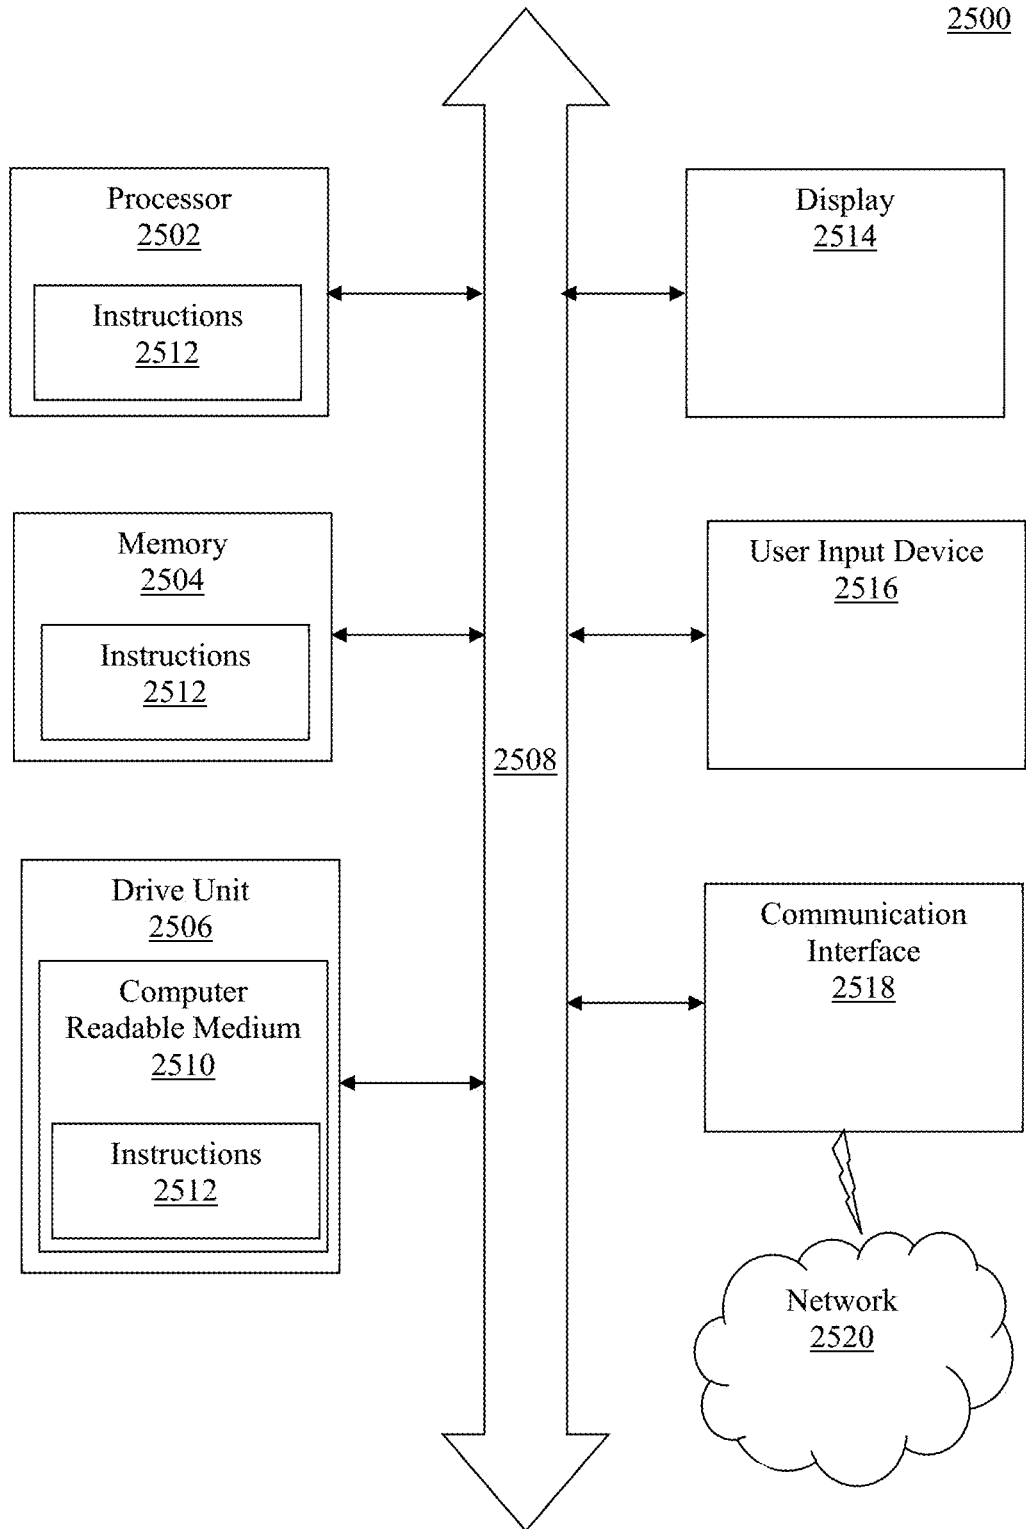 2500
Processor
2502
Instructions
2512
Display
2514
Memory
2504
Instructions
2512
User Input Device
2516
2508
Drive Unit
2506
Computer
Readable Medium
2510
Instructions
2512
Communication
Interface
2518
Network
2520